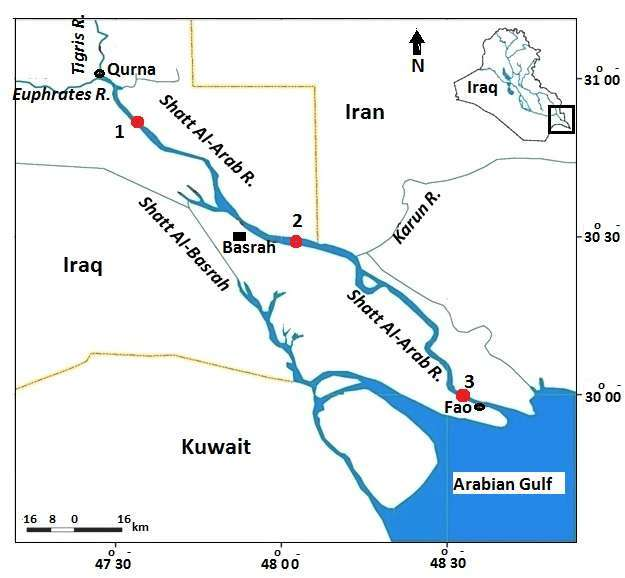 Tigris R.
Qurna
Euphrates R.
1
Shatt Al-Arab R.
Iran
N
Iraq
31 00
o -
Karun R.
2
Basrah
30 30
o -
Shatt Al-Basrah
Iraq
Shatt Al-Arab R.
3
Fao
30 00
o -
Kuwait
Arabian Gulf
16 8 0 16
km
o -
47 30
o -
48 00
o -
48 30